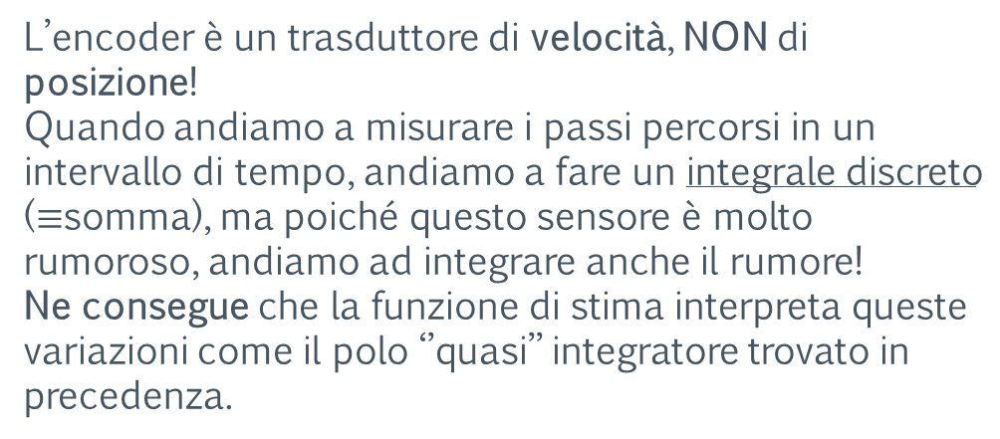 L’encoder è un trasduttore di velocità, NON di
posizione!
Quando andiamo a misurare i passi percorsi in un
intervallo di tempo, andiamo a fare un integrale discreto
(≡somma), ma poiché questo sensore è molto
rumoroso, andiamo ad integrare anche il rumore!
Ne consegue che la funzione di stima interpreta queste
variazioni come il polo ‘’quasi’’ integratore trovato in
precedenza.